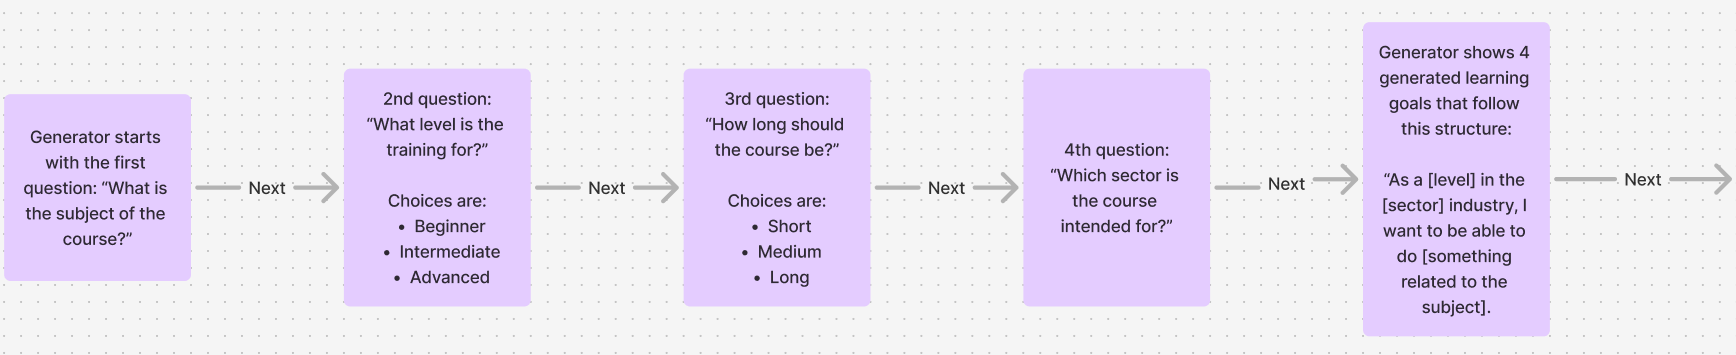 Generator starts
with the first
question: “What is
the subject of the
course?”
Next
2nd question:
“What level is the
training for?”
Choices are:
• Beginner
• Intermediate
• Advanced
Next
3rd question:
“How long should
the course be?”
Choices are:
• Short
• Medium
• Long
Next
4th question:
“Which sector is
the course
intended for?”
Next
Generator shows 4
generated learning
goals that follow
this structure:
“As a [level] in the
[sector] industry, I
want to be able to
do [something
related to the
subject].
Next